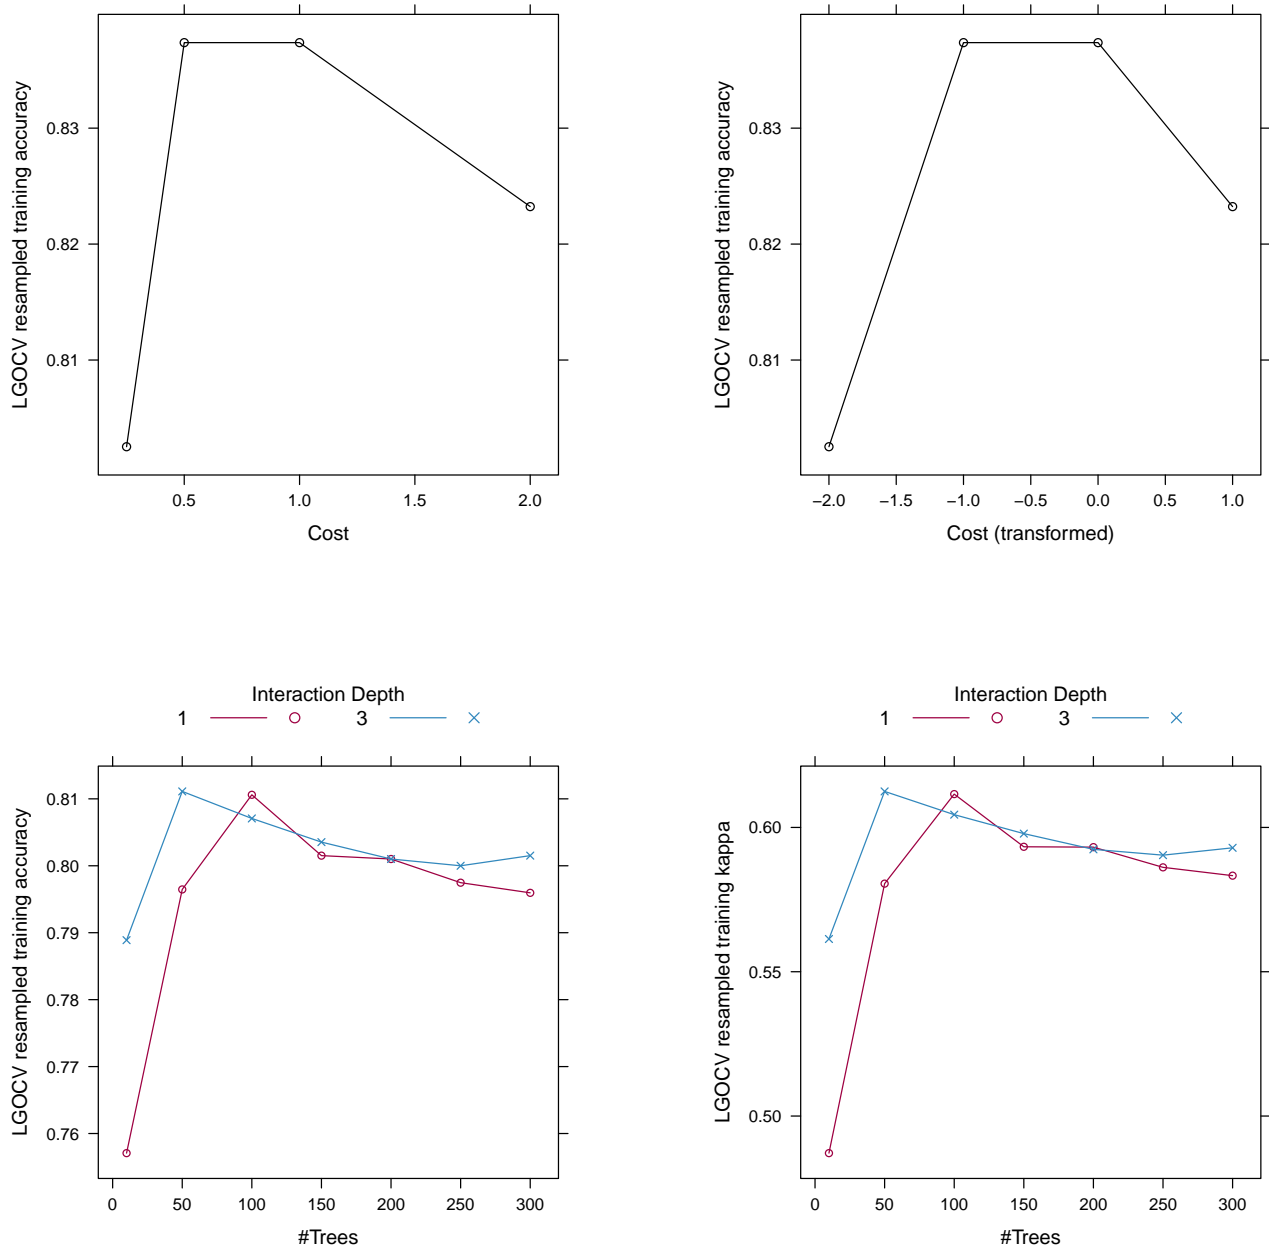 LGOCV resampled training accuracy
0.83
0.82
0.81
0.5 1.0 1.5 2.0
Cost
LGOCV resampled training accuracy
0.83
0.82
0.81
−2.0 −1.5 −1.0 −0.5 0.0 0.5 1.0
Cost (transformed)
Interaction Depth
1 3
LGOCV resampled training accuracy
0.81
0.80
0.79
0.78
0.77
0.76
0 50 100 150 200 250 300
#Trees
Interaction Depth
1 3
LGOCV resampled training kappa
0.60
0.55
0.50
0 50 100 150 200 250 300
#Trees